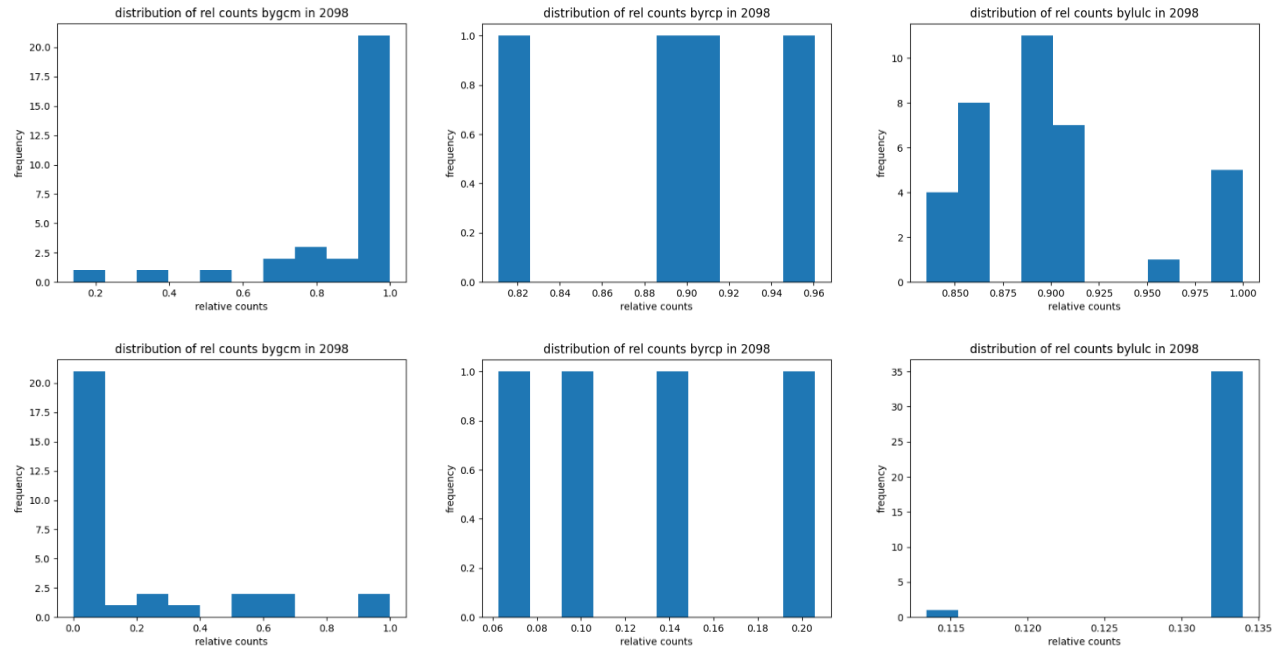 distribution of rel counts bygcm in 2098
frequency
20.0
17.5
15.0
12.5
10.0
7.5
5.0
2.5
0.0
0.2 0.4 0.6 0.8 1.0
relative counts
distribution of rel counts byrcp in 2098
frequency
1.0
0.8
0.6
0.4
0.2
0.0
0.82 0.84 0.86 0.88 0.90 0.92 0.94 0.96
relative counts
distribution of rel counts bylulc in 2098
frequency
10
8
6
4
2
0
0.850 0.875 0.900 0.925 0.950 0.975 1.000
relative counts
distribution of rel counts bygcm in 2098
frequency
20.0
17.5
15.0
12.5
10.0
7.5
5.0
2.5
0.0
0.0 0.2 0.4 0.6 0.8 1.0
relative counts
distribution of rel counts byrcp in 2098
frequency
1.0
0.8
0.6
0.4
0.2
0.0
0.06 0.08 0.10 0.12 0.14 0.16 0.18 0.20
relative counts
distribution of rel counts bylulc in 2098
frequency
35
30
25
20
15
10
5
0
0.115 0.120 0.125 0.130 0.135
relative counts